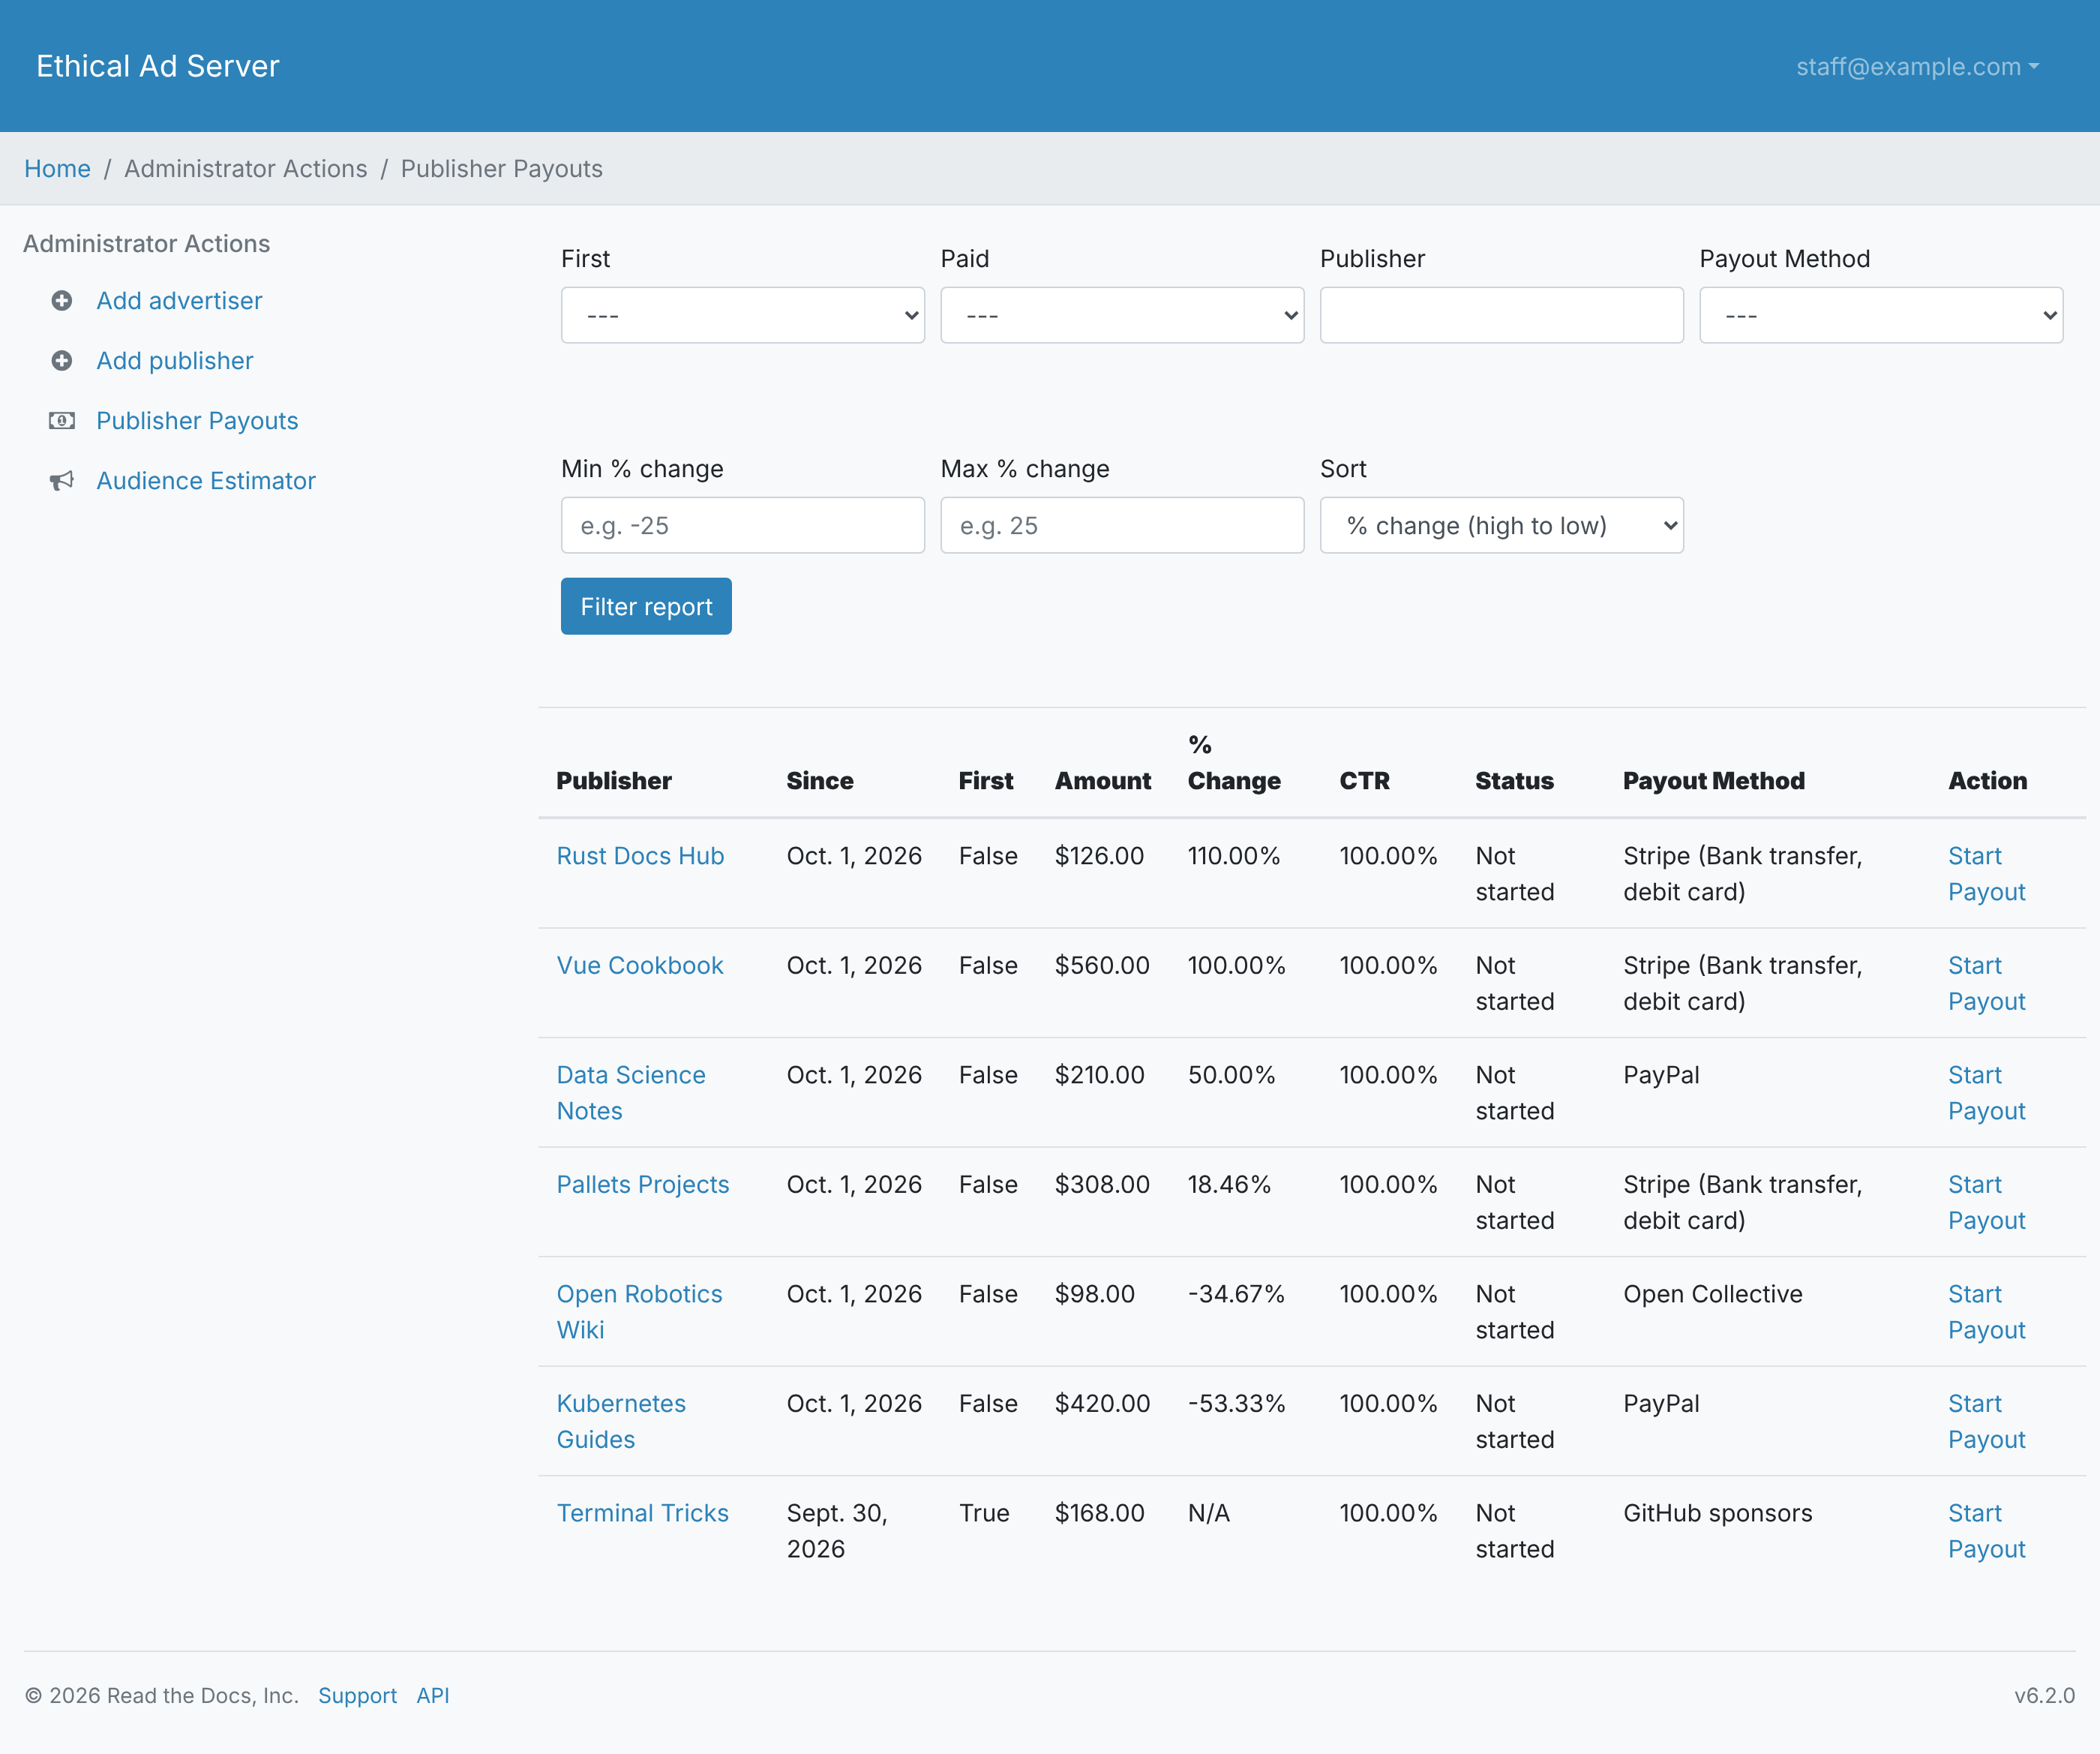 Ethical Ad Server
staff@example.com
Home / Administrator Actions / Publisher Payouts
Administrator Actions
Add advertiser
Add publisher
Publisher Payouts
Audience Estimator
First
Paid
Publisher
Payout Method
---
---
---
Min % change
Max % change
Sort
e.g. -25
e.g. 25
% change (high to low)
Filter report
Publisher Since First Amount % Change CTR Status Payout Method Action
Rust Docs Hub Oct. 1, 2026 False $126.00 110.00% 100.00% Not started Stripe (Bank transfer, debit card) Start Payout
Vue Cookbook Oct. 1, 2026 False $560.00 100.00% 100.00% Not started Stripe (Bank transfer, debit card) Start Payout
Data Science Notes Oct. 1, 2026 False $210.00 50.00% 100.00% Not started PayPal Start Payout
Pallets Projects Oct. 1, 2026 False $308.00 18.46% 100.00% Not started Stripe (Bank transfer, debit card) Start Payout
Open Robotics Wiki Oct. 1, 2026 False $98.00 -34.67% 100.00% Not started Open Collective Start Payout
Kubernetes Guides Oct. 1, 2026 False $420.00 -53.33% 100.00% Not started PayPal Start Payout
Terminal Tricks Sept. 30, 2026 True $168.00 N/A 100.00% Not started GitHub sponsors Start Payout
© 2026 Read the Docs, Inc. Support API
v6.2.0